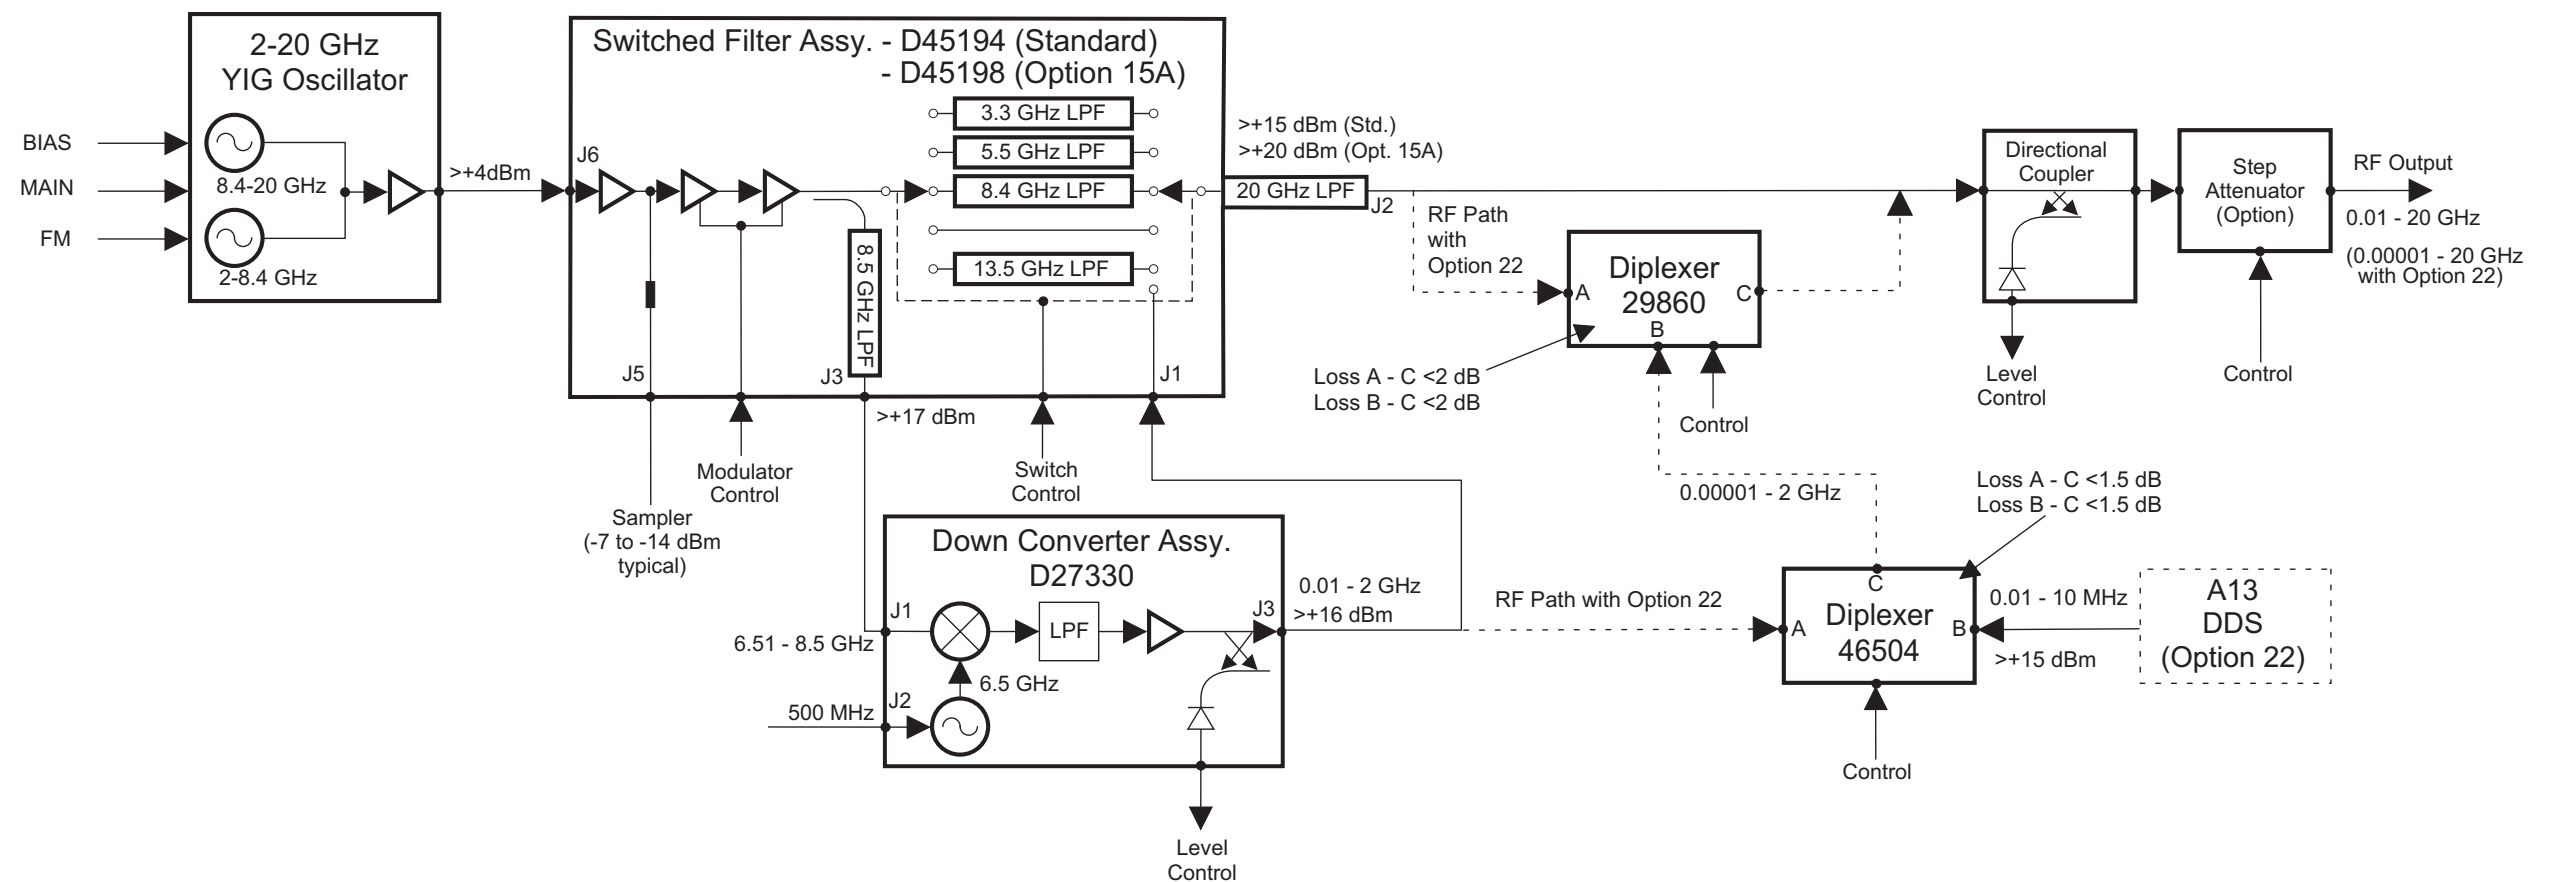 2-20 GHz
YIG Oscillator
BIAS
MAIN
FM
8.4-20 GHz
2-8.4 GHz
>+4dBm
Switched Filter Assy. - D45194 (Standard)
- D45198 (Option 15A)
J6
3.3 GHz LPF
5.5 GHz LPF
8.4 GHz LPF
13.5 GHz LPF
8.5 GHz LPF
J5
J3
J1
>+17 dBm
Modulator
Control
Switch
Control
Sampler
(-7 to -14 dBm
typical)
>+15 dBm (Std.)
>+20 dBm (Opt. 15A)
20 GHz LPF
J2
RF Path
with
Option 22
Diplexer
29860
A
B
C
Loss A - C <2 dB
Loss B - C <2 dB
Control
Directional
Coupler
Level
Control
Step
Attenuator
(Option)
Control
RF Output
0.01 - 20 GHz
(0.00001 - 20 GHz
with Option 22)
Down Converter Assy.
D27330
J1
6.51 - 8.5 GHz
LPF
6.5 GHz
J2
500 MHz
J3
0.01 - 2 GHz
>+16 dBm
Level
Control
RF Path with Option 22
0.00001 - 2 GHz
Loss A - C <1.5 dB
Loss B - C <1.5 dB
C
Diplexer
46504
A
B
0.01 - 10 MHz
>+15 dBm
A13
DDS
(Option 22)
Control